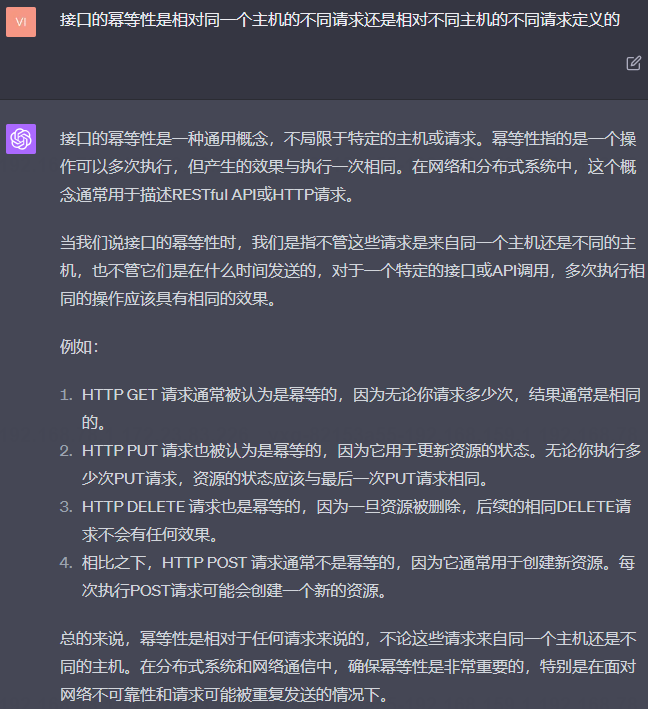 VI
接口的幂等性是相对同一个主机的不同请求还是相对不同主机的不同请求定义的
接口的幂等性是一种通用概念，不局限于特定的主机或请求。幂等性指的是一个操
作可以多次执行，但产生的效果与执行一次相同。在网络和分布式系统中，这个概
念通常用于描述RESTful API或HTTP请求。
当我们说接口的幂等性时，我们是指不管这些请求是来自同一个主机还是不同的主
机，也不管它们是在什么时间发送的，对于一个特定的接口或API调用，多次执行相
同的操作应该具有相同的效果。
例如：
1. HTTP GET 请求通常被认为是幂等的，因为无论你请求多少次，结果通常是相同
的。
2. HTTP PUT 请求也被认为是幂等的，因为它用于更新资源的状态。无论你执行多
少次PUT请求，资源的状态应该与最后一次PUT请求相同。
3. HTTP DELETE 请求也是幂等的，因为一旦资源被删除，后续的相同DELETE请
求不会有任何效果。
4. 相比之下，HTTP POST 请求通常不是幂等的，因为它通常用于创建新资源。每
次执行POST请求可能会创建一个新的资源。
总的来说，幂等性是相对于任何请求来说的，不论这些请求来自同一个主机还是不
同的主机。在分布式系统和网络通信中，确保幂等性是非常重要的，特别是在面对
网络不可靠性和请求可能被重复发送的情况下。